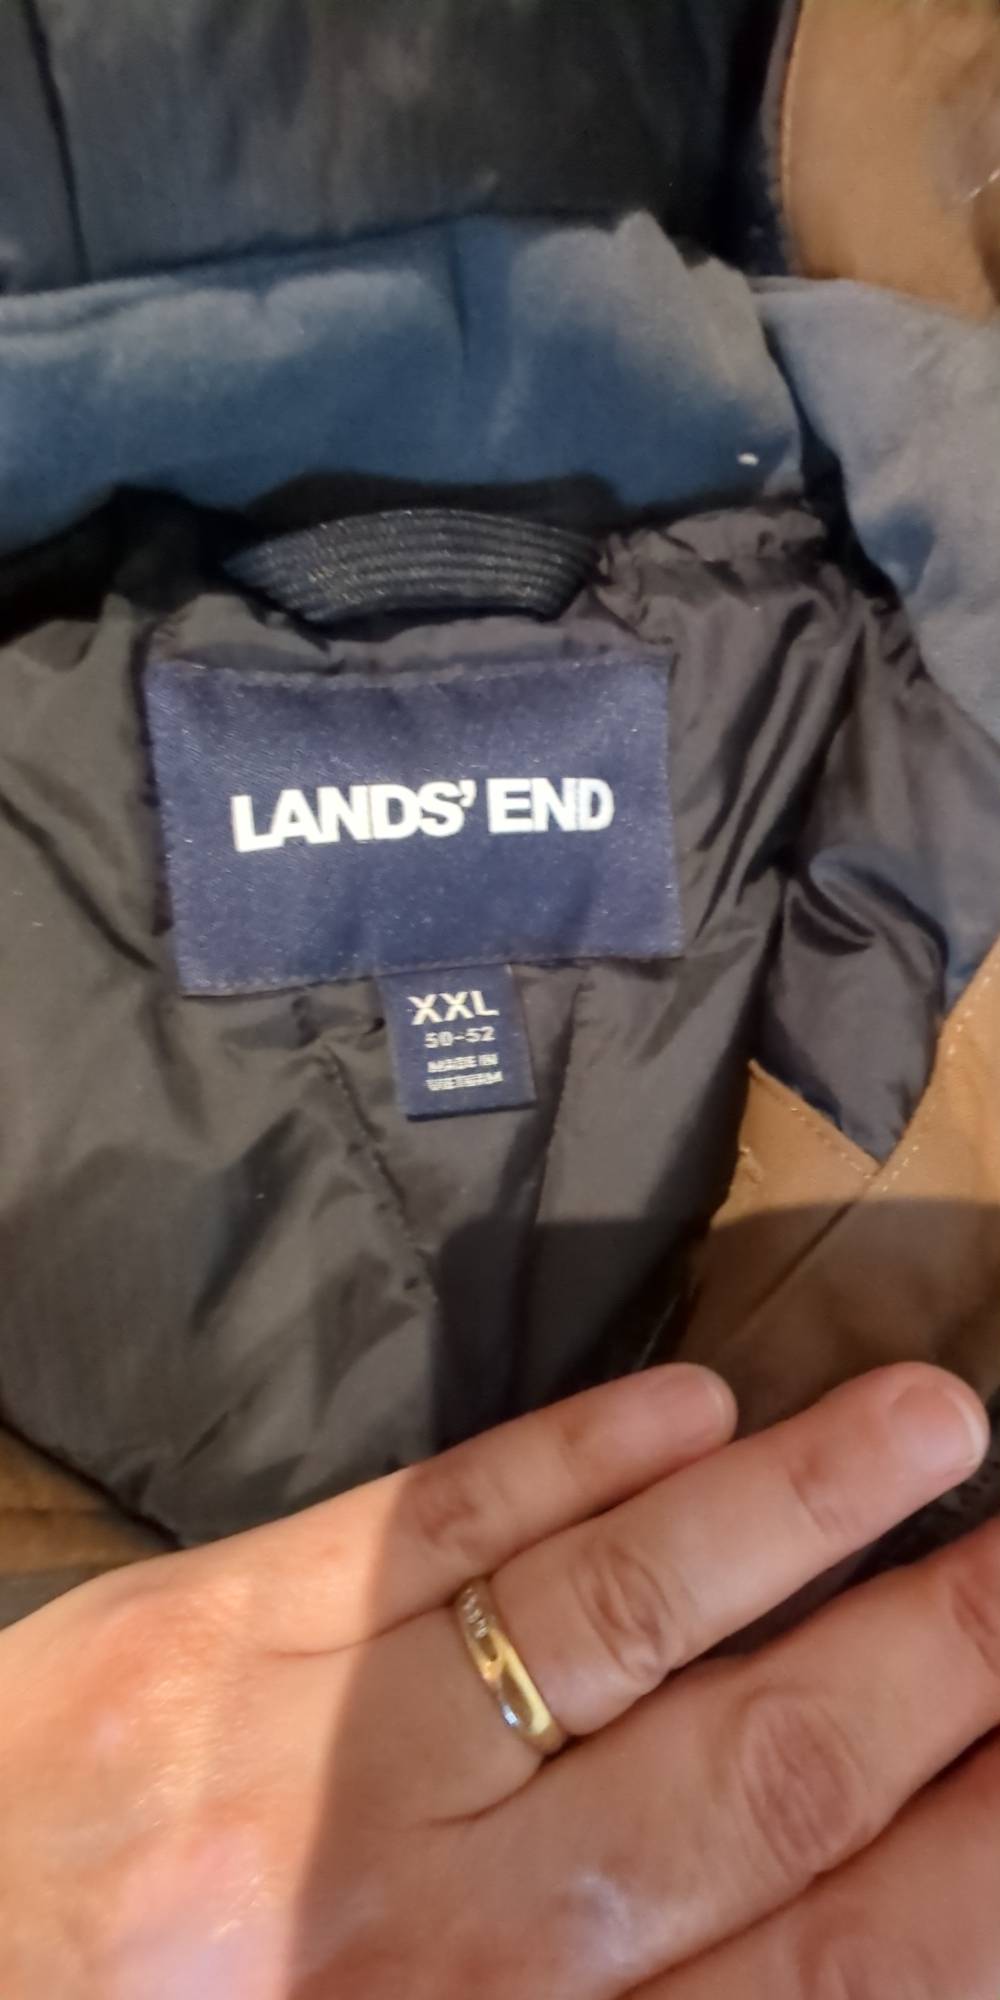 LANDS' END
XXL
50-52
MADE IN
VIETNAM